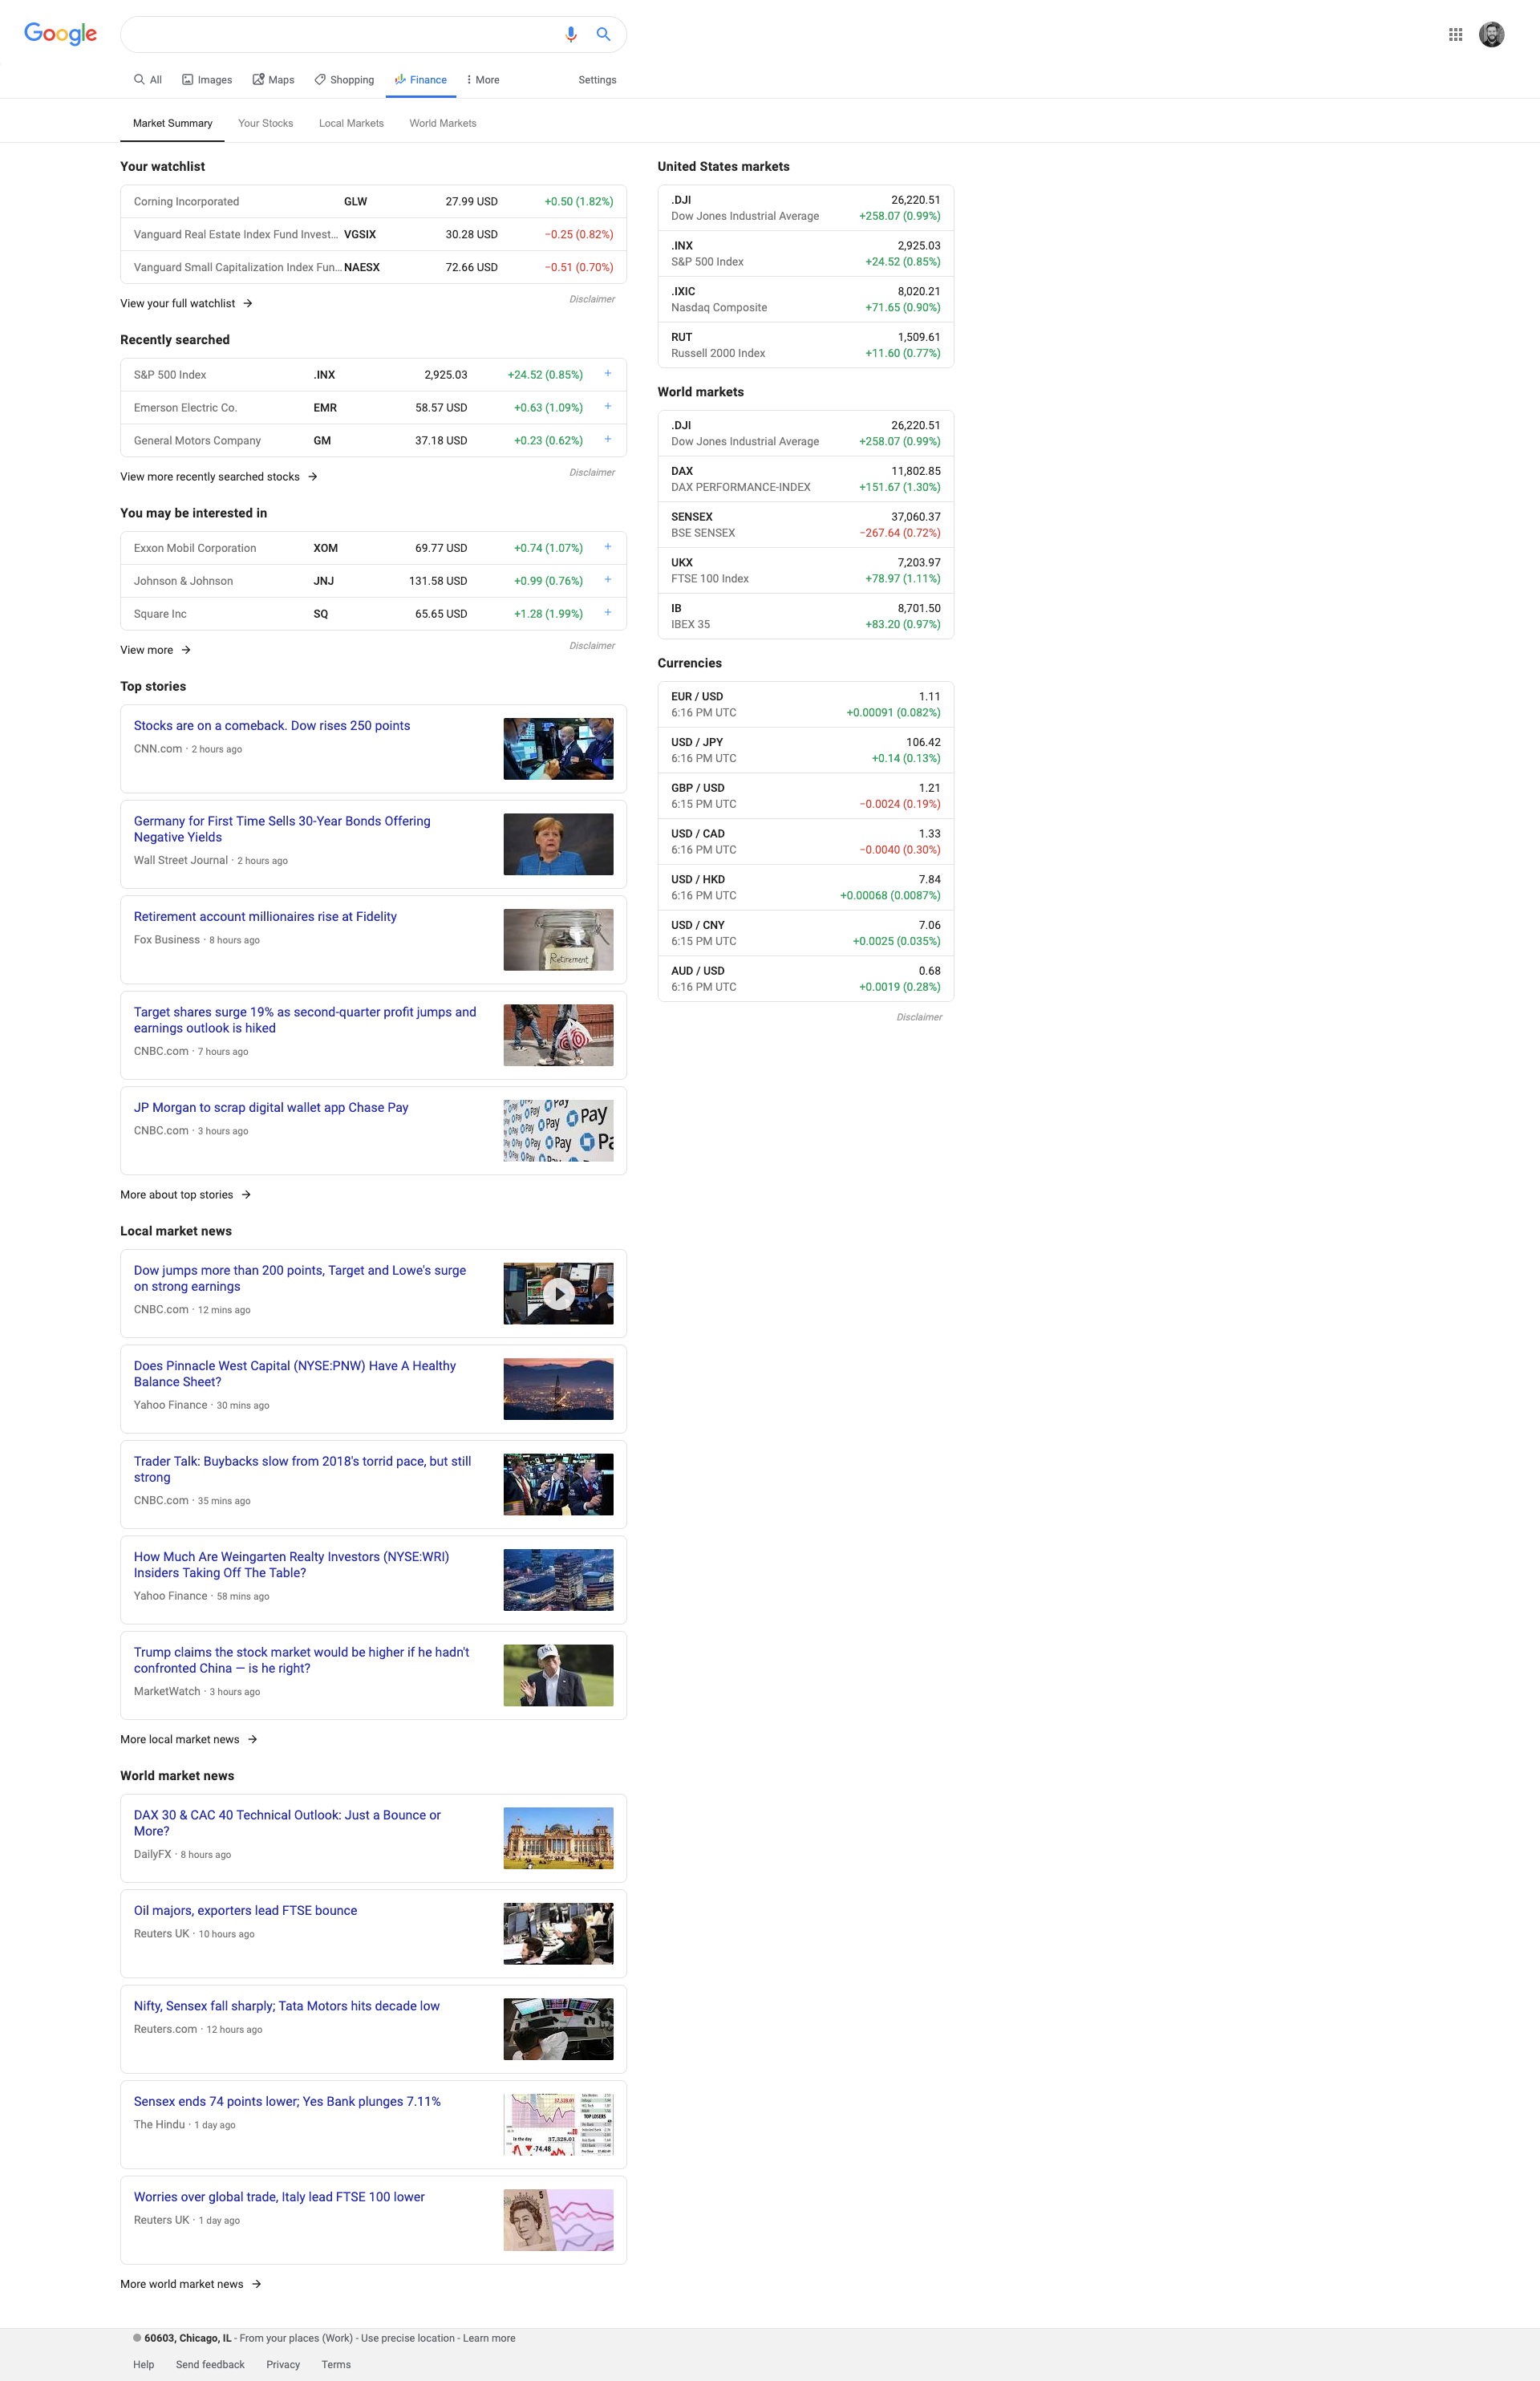 Google
All Images Maps Shopping Finance More Settings
Market Summary Your Stocks Local Markets World Markets
Your watchlist
Corning Incorporated GLW 27.99 USD +0.50 (1.82%)
Vanguard Real Estate Index Fund Invest... VGSIX 30.28 USD −0.25 (0.82%)
Vanguard Small Capitalization Index Fun... NAESX 72.66 USD −0.51 (0.70%)
View your full watchlist
Disclaimer
Recently searched
S&P 500 Index .INX 2,925.03 +24.52 (0.85%) +
Emerson Electric Co. EMR 58.57 USD +0.63 (1.09%) +
General Motors Company GM 37.18 USD +0.23 (0.62%) +
View more recently searched stocks
Disclaimer
You may be interested in
Exxon Mobil Corporation XOM 69.77 USD +0.74 (1.07%) +
Johnson & Johnson JNJ 131.58 USD +0.99 (0.76%) +
Square Inc SQ 65.65 USD +1.28 (1.99%) +
View more
Disclaimer
Top stories
Stocks are on a comeback. Dow rises 250 points
CNN.com · 2 hours ago
Germany for First Time Sells 30-Year Bonds Offering
Negative Yields
Wall Street Journal · 2 hours ago
Retirement account millionaires rise at Fidelity
Fox Business · 8 hours ago
Retirement
Target shares surge 19% as second-quarter profit jumps and
earnings outlook is hiked
CNBC.com · 7 hours ago
JP Morgan to scrap digital wallet app Chase Pay
CNBC.com · 3 hours ago
Pay
More about top stories
Local market news
Dow jumps more than 200 points, Target and Lowe's surge
on strong earnings
CNBC.com · 12 mins ago
Does Pinnacle West Capital (NYSE:PNW) Have A Healthy
Balance Sheet?
Yahoo Finance · 30 mins ago
Trader Talk: Buybacks slow from 2018's torrid pace, but still
strong
CNBC.com · 35 mins ago
How Much Are Weingarten Realty Investors (NYSE:WRI)
Insiders Taking Off The Table?
Yahoo Finance · 58 mins ago
Trump claims the stock market would be higher if he hadn't
confronted China — is he right?
MarketWatch · 3 hours ago
More local market news
World market news
DAX 30 & CAC 40 Technical Outlook: Just a Bounce or
More?
DailyFX · 8 hours ago
Oil majors, exporters lead FTSE bounce
Reuters UK · 10 hours ago
Nifty, Sensex fall sharply; Tata Motors hits decade low
Reuters.com · 12 hours ago
Sensex ends 74 points lower; Yes Bank plunges 7.11%
The Hindu · 1 day ago
TOP LOSERS
In the day
37,328.01
-74.48
Worries over global trade, Italy lead FTSE 100 lower
Reuters UK · 1 day ago
5
More world market news
United States markets
.DJI 26,220.51
Dow Jones Industrial Average +258.07 (0.99%)
.INX 2,925.03
S&P 500 Index +24.52 (0.85%)
.IXIC 8,020.21
Nasdaq Composite +71.65 (0.90%)
RUT 1,509.61
Russell 2000 Index +11.60 (0.77%)
World markets
.DJI 26,220.51
Dow Jones Industrial Average +258.07 (0.99%)
DAX 11,802.85
DAX PERFORMANCE-INDEX +151.67 (1.30%)
SENSEX 37,060.37
BSE SENSEX −267.64 (0.72%)
UKX 7,203.97
FTSE 100 Index +78.97 (1.11%)
IB 8,701.50
IBEX 35 +83.20 (0.97%)
Currencies
EUR / USD 1.11
6:16 PM UTC +0.00091 (0.082%)
USD / JPY 106.42
6:16 PM UTC +0.14 (0.13%)
GBP / USD 1.21
6:15 PM UTC −0.0024 (0.19%)
USD / CAD 1.33
6:16 PM UTC −0.0040 (0.30%)
USD / HKD 7.84
6:16 PM UTC +0.00068 (0.0087%)
USD / CNY 7.06
6:15 PM UTC +0.0025 (0.035%)
AUD / USD 0.68
6:16 PM UTC +0.0019 (0.28%)
Disclaimer
60603, Chicago, IL - From your places (Work) - Use precise location - Learn more
Help Send feedback Privacy Terms